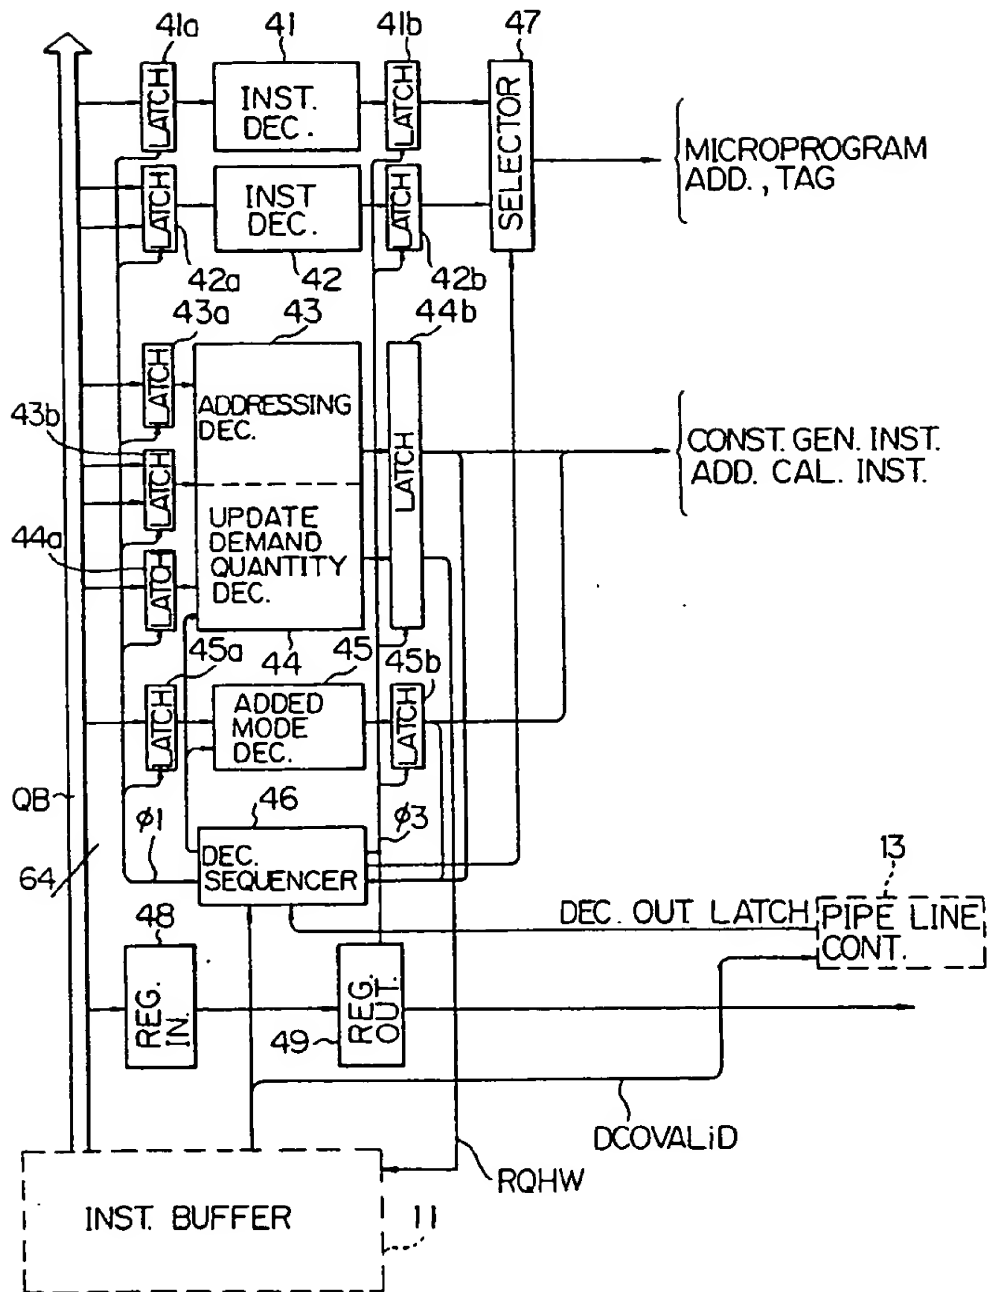 41a 41 41b 47
LATCH
INST.
DEC.
LATCH
SELECTOR
MICROPROGRAM
ADD., TAG
LATCH
INST
DEC.
LATCH
42a 42 42b
43a 43 44b
LATCH
ADDRESSING
DEC.
LATCH
43b
LATCH
CONST. GEN. INST.
ADD. CAL. INST.
44a
LATCH
UPDATE
DEMAND
QUANTITY
DEC.
45a 44 45 45b
LATCH
ADDED
MODE
DEC.
LATCH
QB
φ1
46
φ3
64
DEC.
SEQUENCER
13
DEC. OUT LATCH
PIPE LINE
CONT.
48
REG.
IN.
49
REG.
OUT.
DCOVALiD
RQHW
INST. BUFFER
11